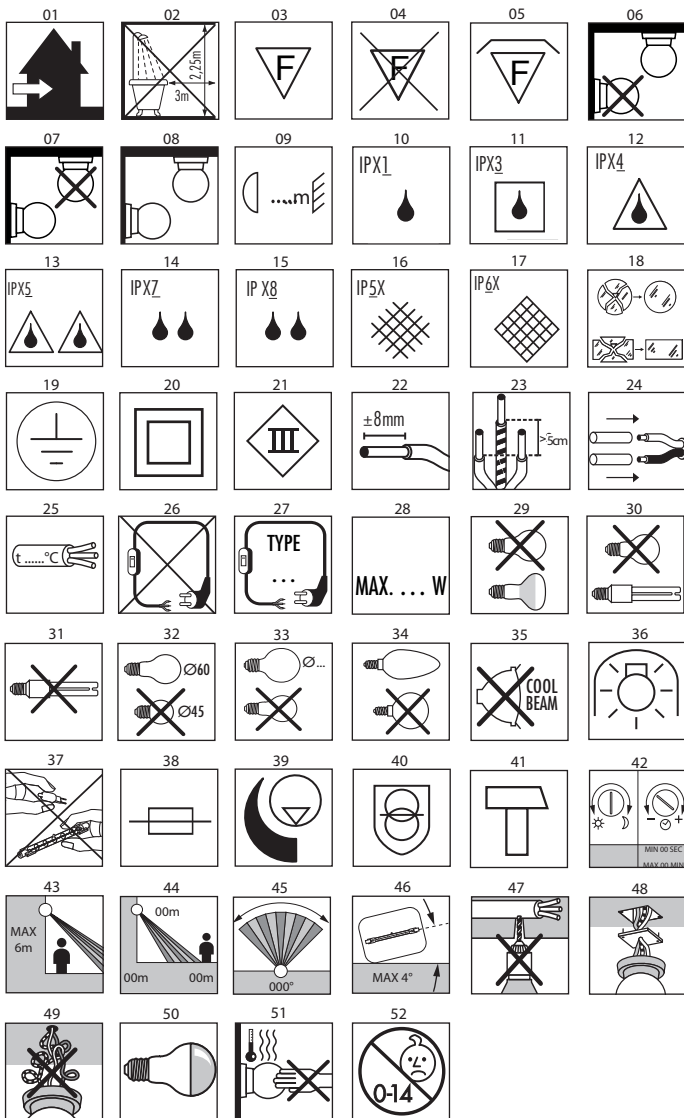 01 02 03 04 05 06
2,25m
3m
F
F
F
07 08 09 10 11 12
.....m
IPX1
IPX3
IPX4
13 14 15 16 17 18
IPX5
IPX7
IP X8
IP5X
IP6X
19 20 21 22 23 24
III
±8mm
>5cm
25 26 27 28 29 30
t ......°C
TYPE
...
MAX. ... W
31 32 33 34 35 36
Ø60
Ø45
Ø...
COOL
BEAM
37 38 39 40 41 42
- +
MIN 00 SEC
MAX 00 MIN
43 44 45 46 47 48
MAX
6m
00m
00m 00m
000°
MAX 4°
49 50 51 52
0-14